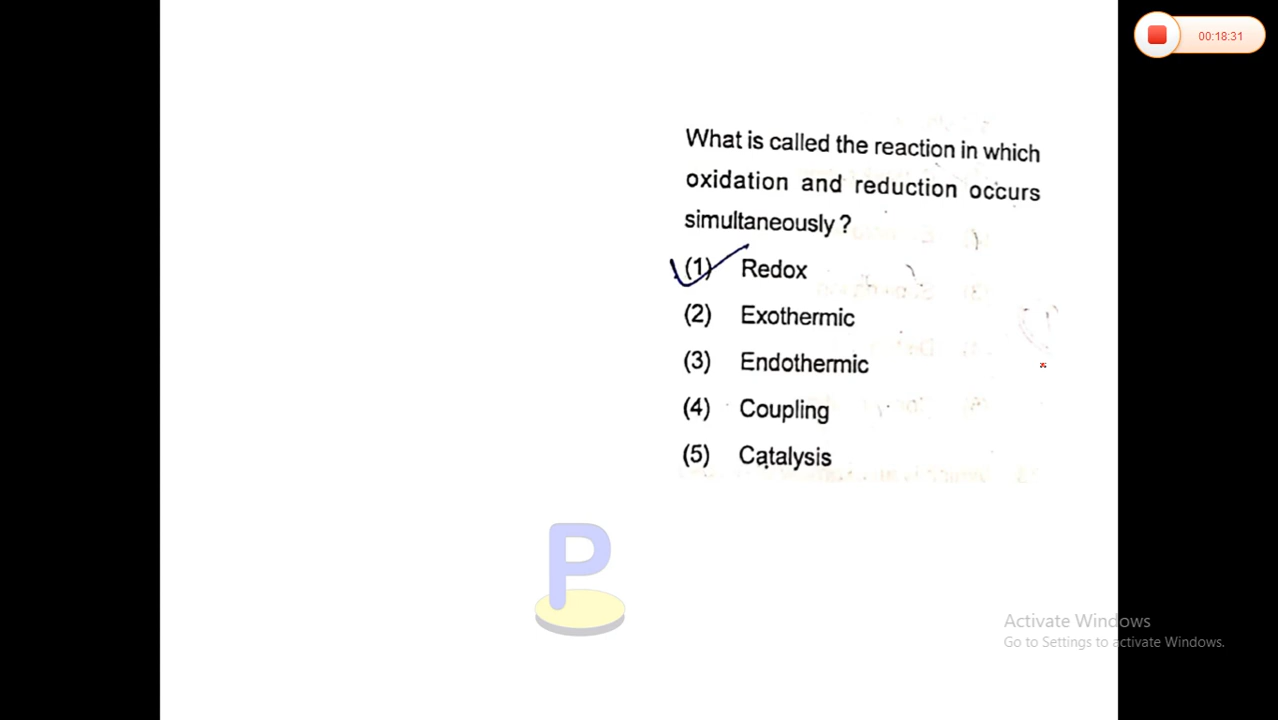 00:18:31
What is called the reaction in which
oxidation and reduction occurs
simultaneously ?
(1) Redox
(2) Exothermic
(3) Endothermic
(4) Coupling
(5) Catalysis
P
Activate Windows
Go to Settings to activate Windows.